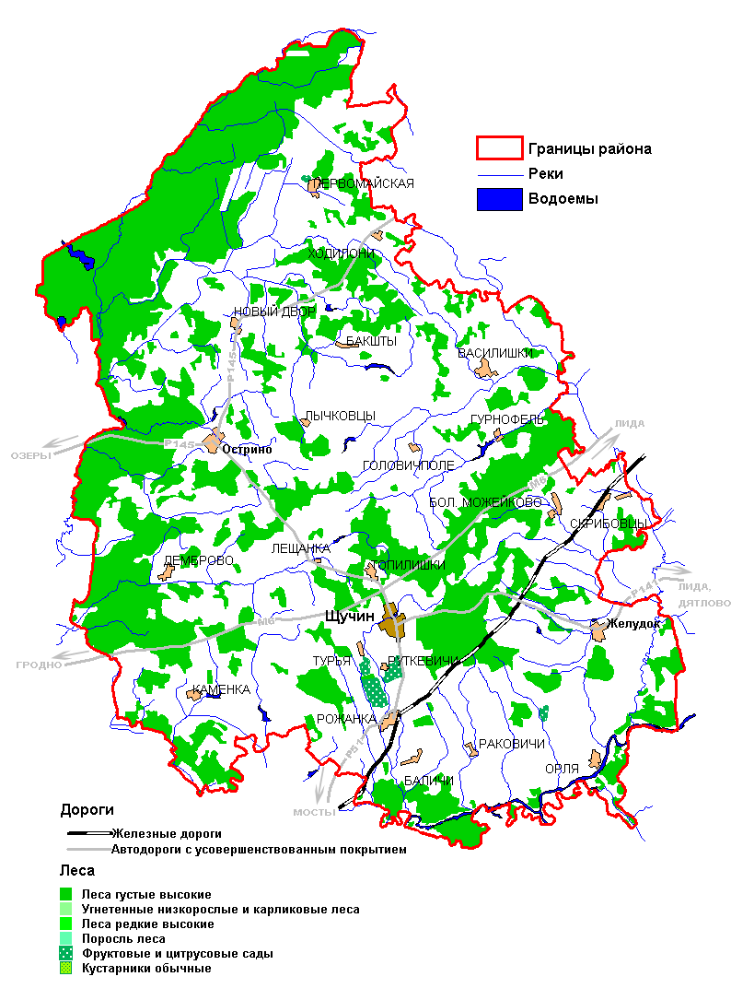 Границы района
Реки
Водоемы
ПЕРВОМАЙСКАЯ
ХОДИЛОНИ
НОВЫЙ ДВОР
БАКШТЫ
ВАСИЛИШКИ
Р145
ЛЫЧКОВЦЫ
ГУРНОФЕЛЬ
ЛИДА
Р145
Острино
ОЗЕРЫ
ГОЛОВИЧПОЛЕ
М6
БОЛ. МОЖЕЙКОВО
СКРИБОВЦЫ
ЛЕЩАНКА
ДЕМБРОВО
ТОПИЛИШКИ
Р141
ЛИДА,
ДЯТЛОВО
Щучин
М6
Желудок
ГРОДНО
ТУРЬЯ
РУТКЕВИЧИ
КАМЕНКА
РОЖАНКА
Р51
РАКОВИЧИ
ОРЛЯ
БАЛИЧИ
МОСТЫ
Дороги
Железные дороги
Автодороги с усовершенствованным покрытием
Леса
Леса густые высокие
Угнетенные низкорослые и карликовые леса
Леса редкие высокие
Поросль леса
Фруктовые и цитрусовые сады
Кустарники обычные